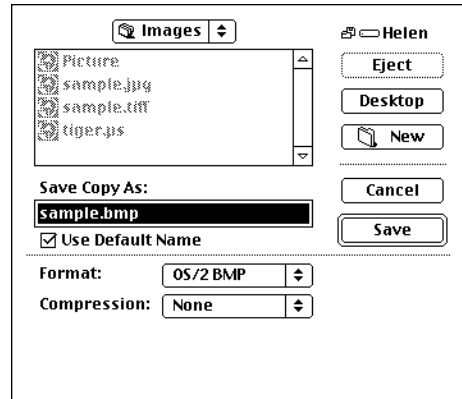 Images
Helen
Picture
sample.jpg
sample.tiff
tiger.ps
Eject
Desktop
New
Save Copy As:
sample.bmp
Use Default Name
Cancel
Save
Format: OS/2 BMP
Compression: None